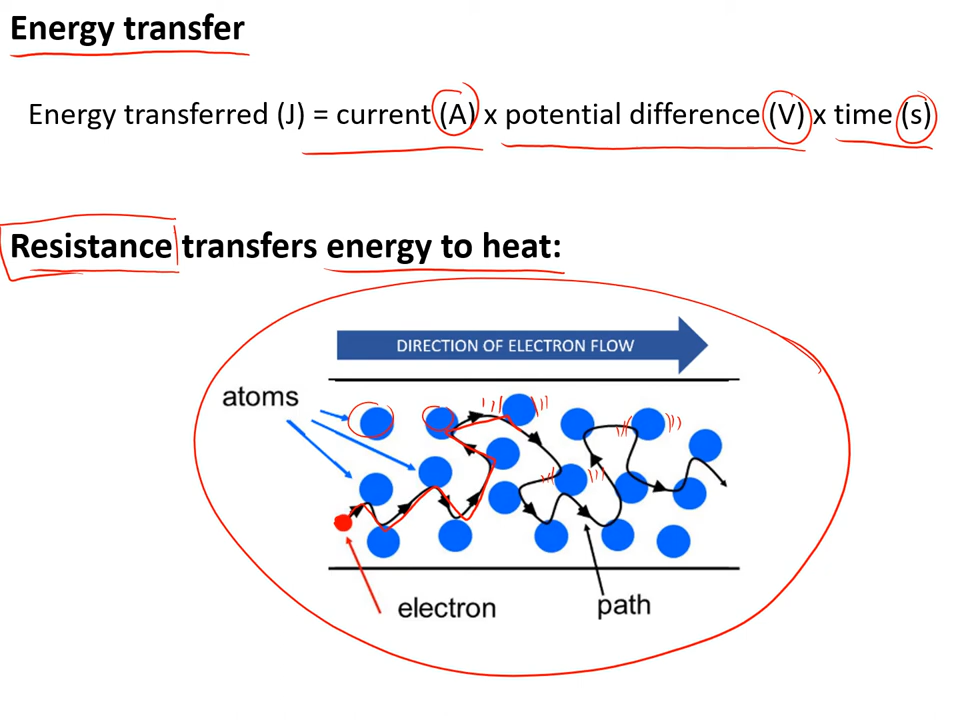 Energy transfer
Energy transferred (J) = current (A) x potential difference (V) x time (s)
Resistance transfers energy to heat:
DIRECTION OF ELECTRON FLOW
atoms
electron
path